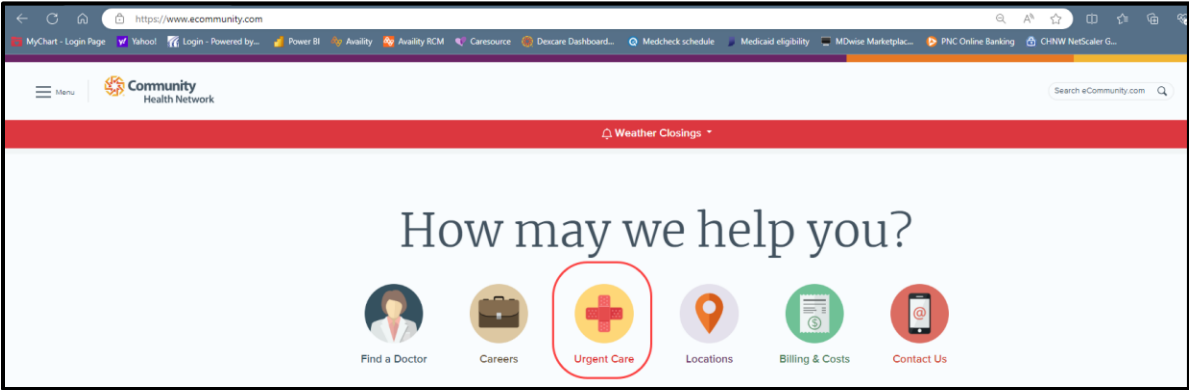 https://www.ecommunity.com
MyChart - Login Page Yahoo! Login - Powered by... Power BI Availity Availity RCM Caresource Dexcare Dashboard... Medcheck schedule Medicaid eligibility MDwise Marketplac... PNC Online Banking CHNW NetScaler G...
Menu
Community
Health Network
Search eCommunity.com
Weather Closings
How may we help you?
Find a Doctor Careers Urgent Care Locations Billing & Costs Contact Us